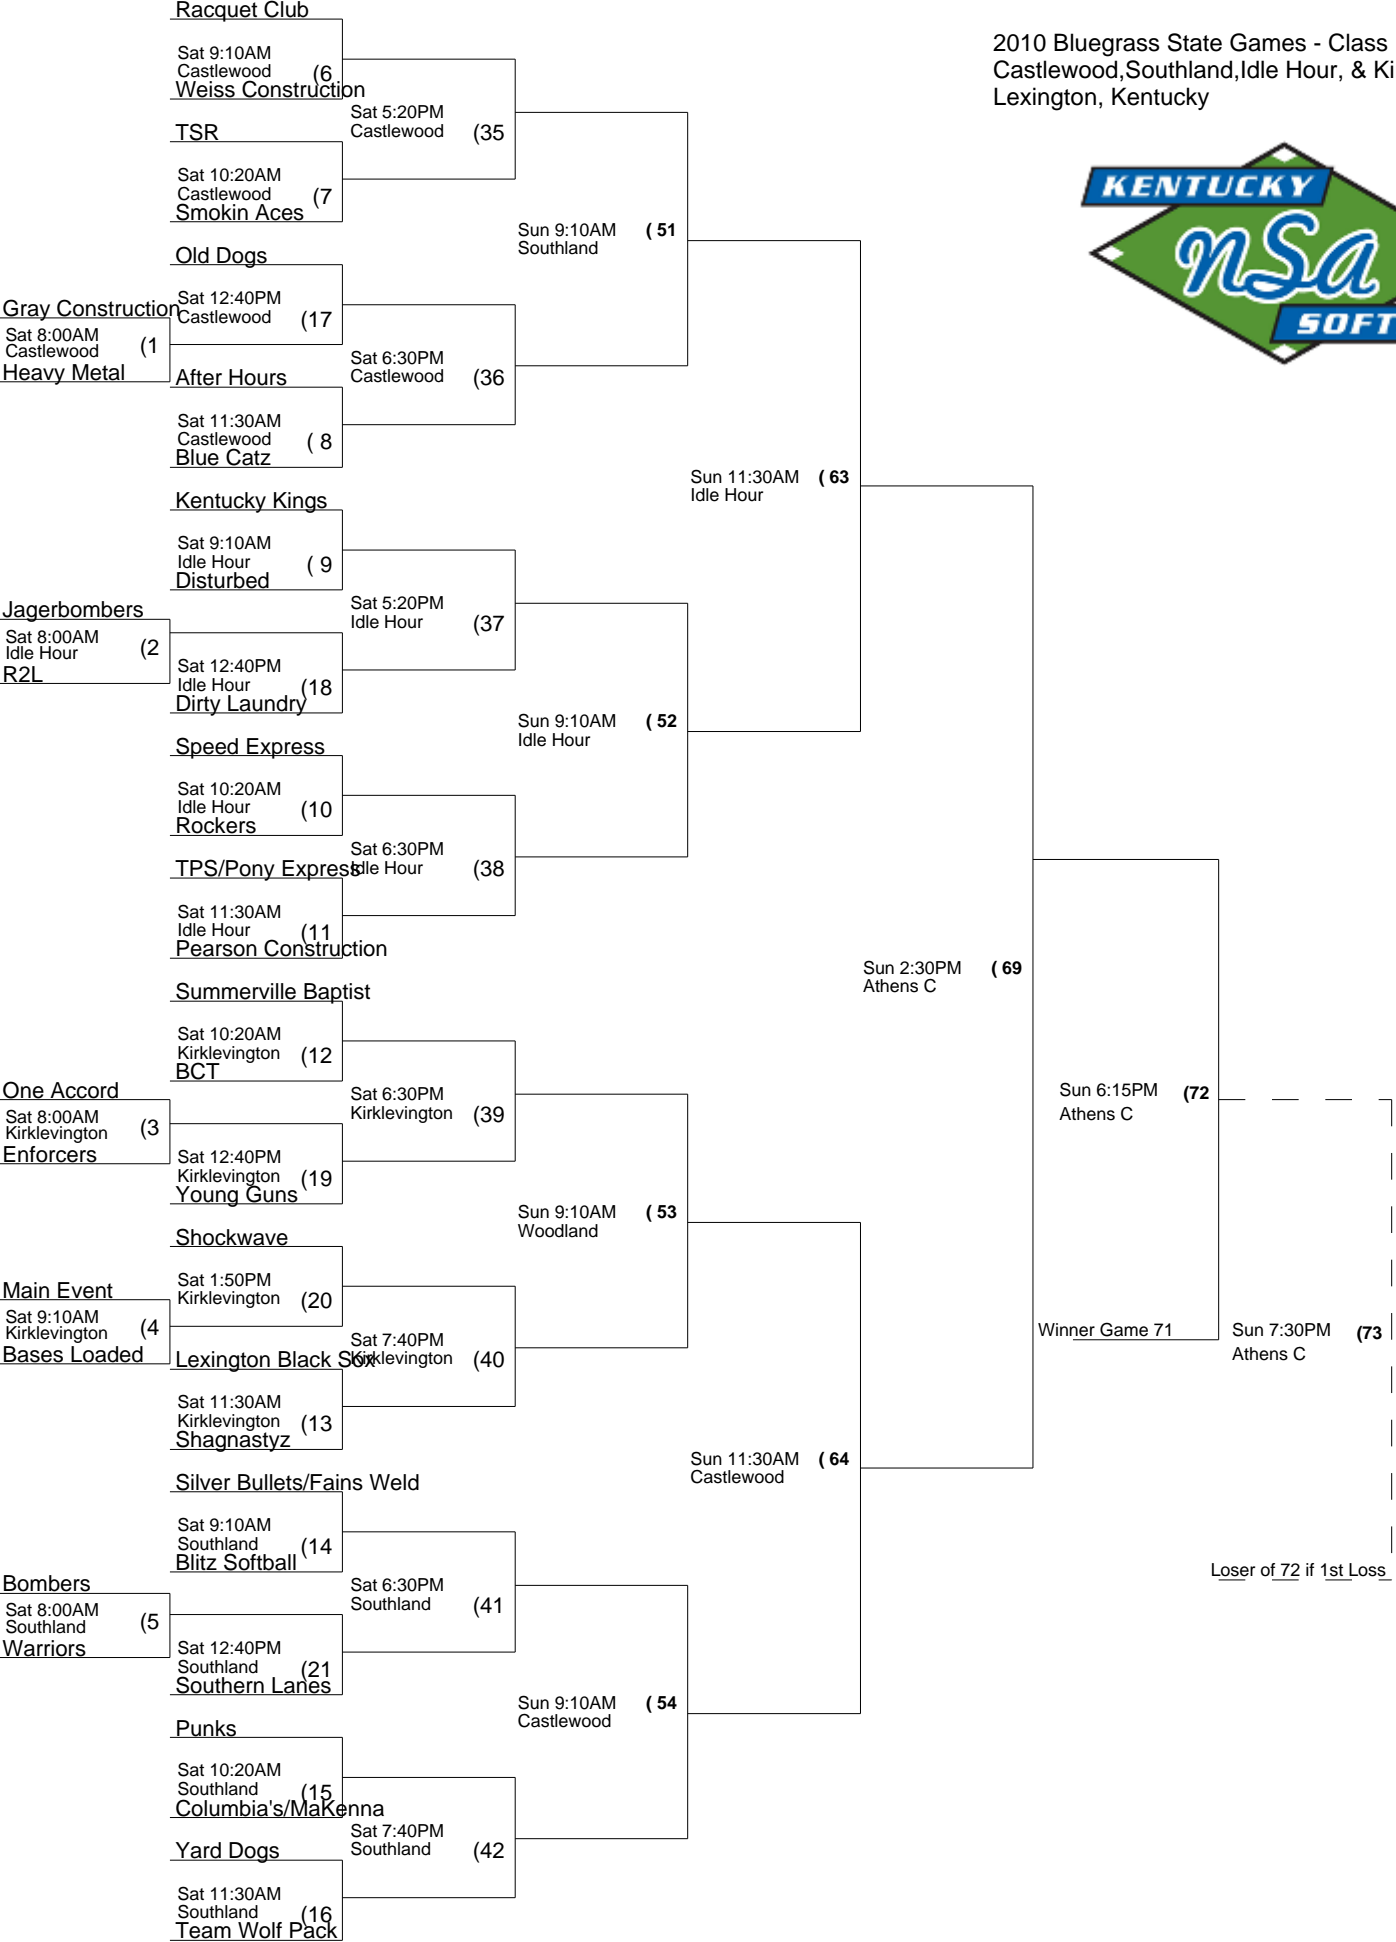 2010 Bluegrass State Games - Class
Castlewood,Southland,Idle Hour, & Ki
Lexington, Kentucky
KENTUCKY
nSa
SOFT
Racquet Club
Sat 9:10AM
Castlewood (6
Weiss Construction
Sat 5:20PM
Castlewood (35
TSR
Sat 10:20AM
Castlewood (7
Smokin Aces
Sun 9:10AM ( 51
Southland
Old Dogs
Sat 12:40PM
Castlewood (17
Gray Construction
Sat 8:00AM
Castlewood (1
Heavy Metal
Sat 6:30PM
Castlewood (36
After Hours
Sat 11:30AM
Castlewood ( 8
Blue Catz
Sun 11:30AM ( 63
Idle Hour
Kentucky Kings
Sat 9:10AM
Idle Hour ( 9
Disturbed
Sat 5:20PM
Idle Hour (37
Jagerbombers
Sat 8:00AM
Idle Hour (2
R2L
Sat 12:40PM
Idle Hour (18
Dirty Laundry
Sun 9:10AM ( 52
Idle Hour
Speed Express
Sat 10:20AM
Idle Hour (10
Rockers
Sat 6:30PM
Idle Hour (38
TPS/Pony Express
Sat 11:30AM
Idle Hour (11
Pearson Construction
Sun 2:30PM ( 69
Athens C
Summerville Baptist
Sat 10:20AM
Kirklevington (12
BCT
Sat 6:30PM
Kirklevington (39
One Accord
Sat 8:00AM
Kirklevington (3
Enforcers
Sat 12:40PM
Kirklevington (19
Young Guns
Sun 6:15PM (72
Athens C
Sun 9:10AM ( 53
Woodland
Shockwave
Sat 1:50PM
Kirklevington (20
Main Event
Sat 9:10AM
Kirklevington (4
Bases Loaded
Sat 7:40PM
Kirklevington (40
Lexington Black Sox
Sat 11:30AM
Kirklevington (13
Shagnastyz
Winner Game 71
Sun 7:30PM (73
Athens C
Sun 11:30AM ( 64
Castlewood
Silver Bullets/Fains Weld
Sat 9:10AM
Southland (14
Blitz Softball
Sat 6:30PM
Southland (41
Loser of 72 if 1st Loss
Bombers
Sat 8:00AM
Southland (5
Warriors
Sat 12:40PM
Southland (21
Southern Lanes
Sun 9:10AM ( 54
Castlewood
Punks
Sat 10:20AM
Southland (15
Columbia's/MaKenna
Sat 7:40PM
Southland (42
Yard Dogs
Sat 11:30AM
Southland (16
Team Wolf Pack